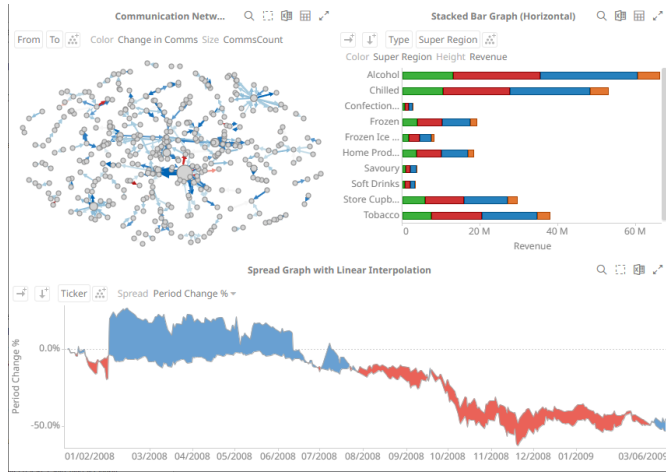 Communication Netw...
From To Color Change in Comms Size CommsCount
Stacked Bar Graph (Horizontal)
Type Super Region
Color Super Region Height Revenue
Alcohol
Chilled
Confection...
Frozen
Frozen Ice ...
Home Prod...
Savoury
Soft Drinks
Store Cupb...
Tobacco
0 20 M 40 M 60 M
Revenue
Spread Graph with Linear Interpolation
Ticker Spread Period Change %
Period Change %
0.0%
-50.0%
01/02/2008 03/2008 04/2008 05/2008 06/2008 07/2008 08/2008 09/2008 10/2008 11/2008 12/2008 01/2009 03/06/2009